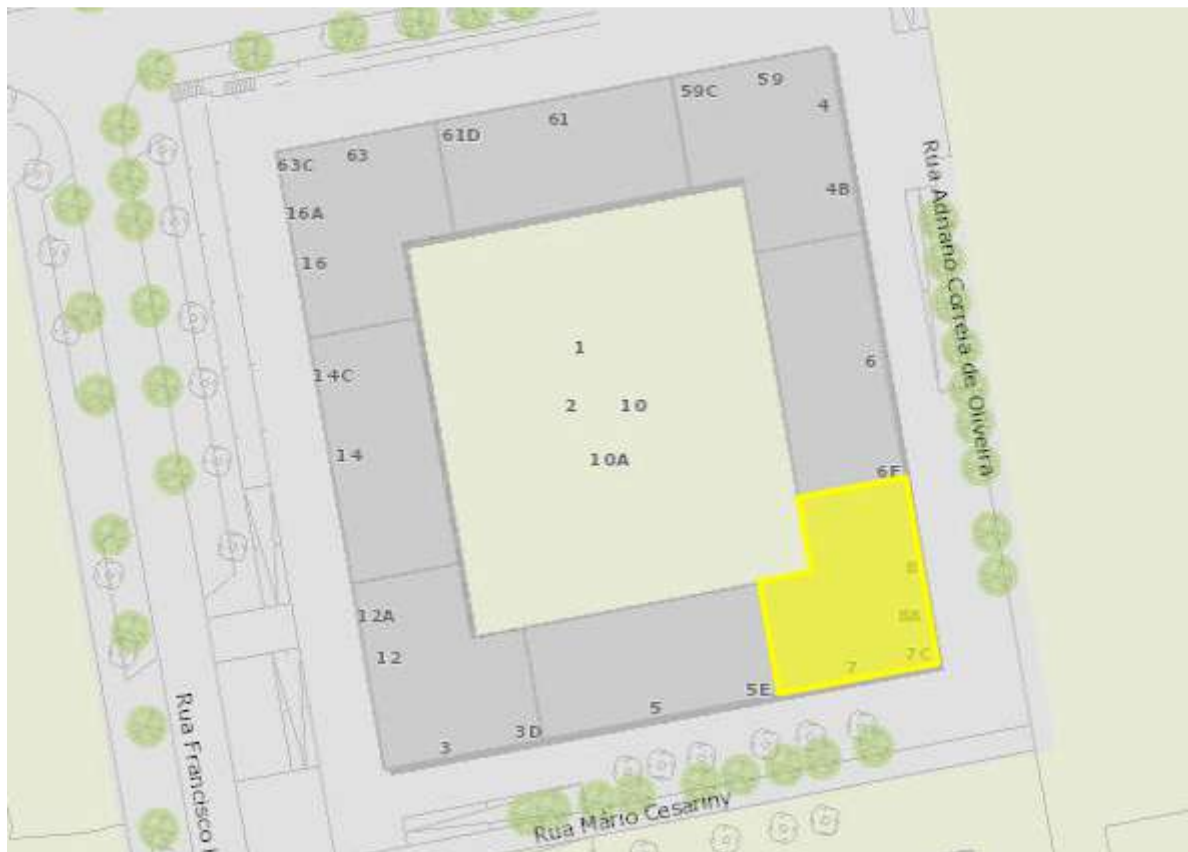 59C
59
4
61D
61
63C
63
16A
4B
16
1
14C
6
2
10
14
10A
6F
8
12A
8A
12
7C
7
5E
5
3D
3
Rua Adriano Correia de Oliveira
Rua Francisco
Rua Mário Cesariny